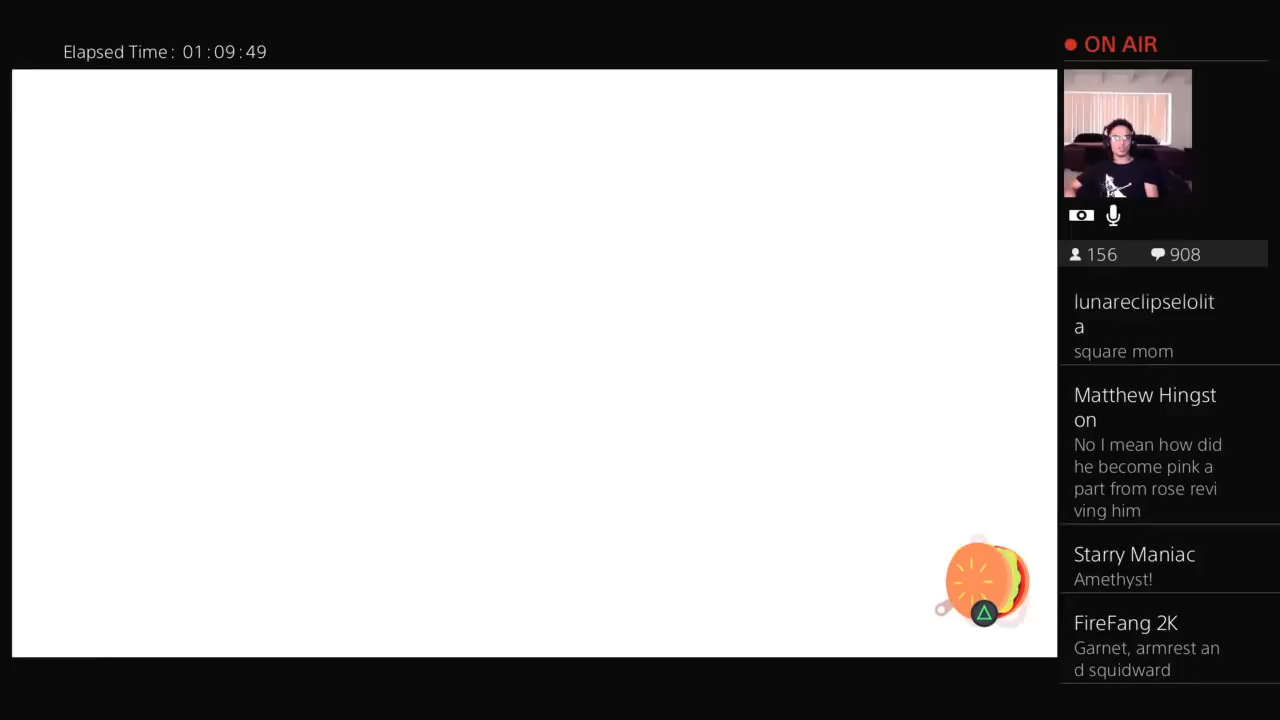 Elapsed Time: 01:09:49
ON AIR
156 908
lunareclipselolit
a
square mom
Matthew Hingst
on
No I mean how did
he become pink a
part from rose revi
ving him
Starry Maniac
Amethyst!
FireFang 2K
Garnet, armrest an
d squidward